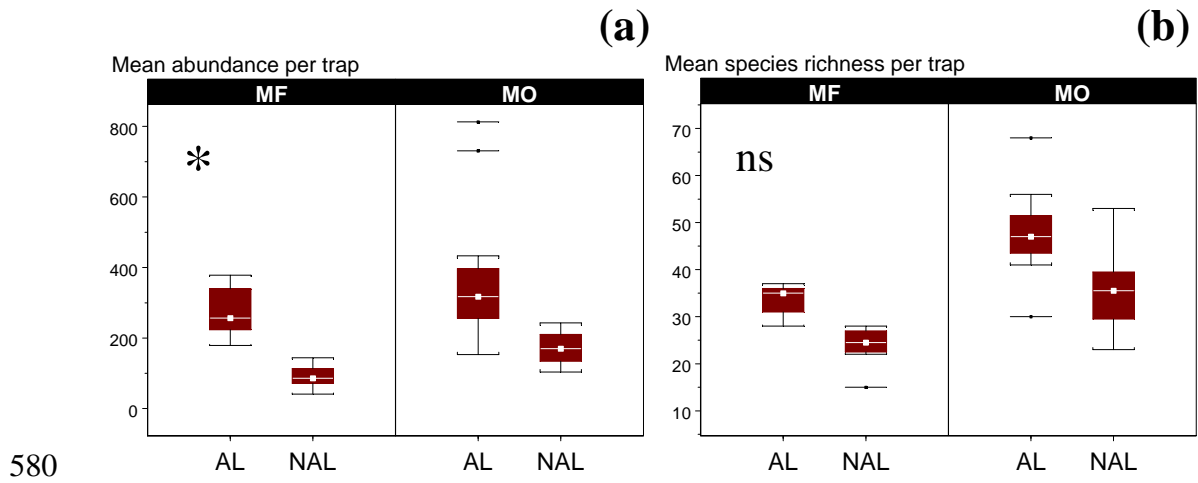 (a)
Mean abundance per trap
MF MO
800
600
400
200
0
*
AL NAL AL NAL
(b)
Mean species richness per trap
MF MO
70
60
50
40
30
20
10
ns
AL NAL AL NAL
580